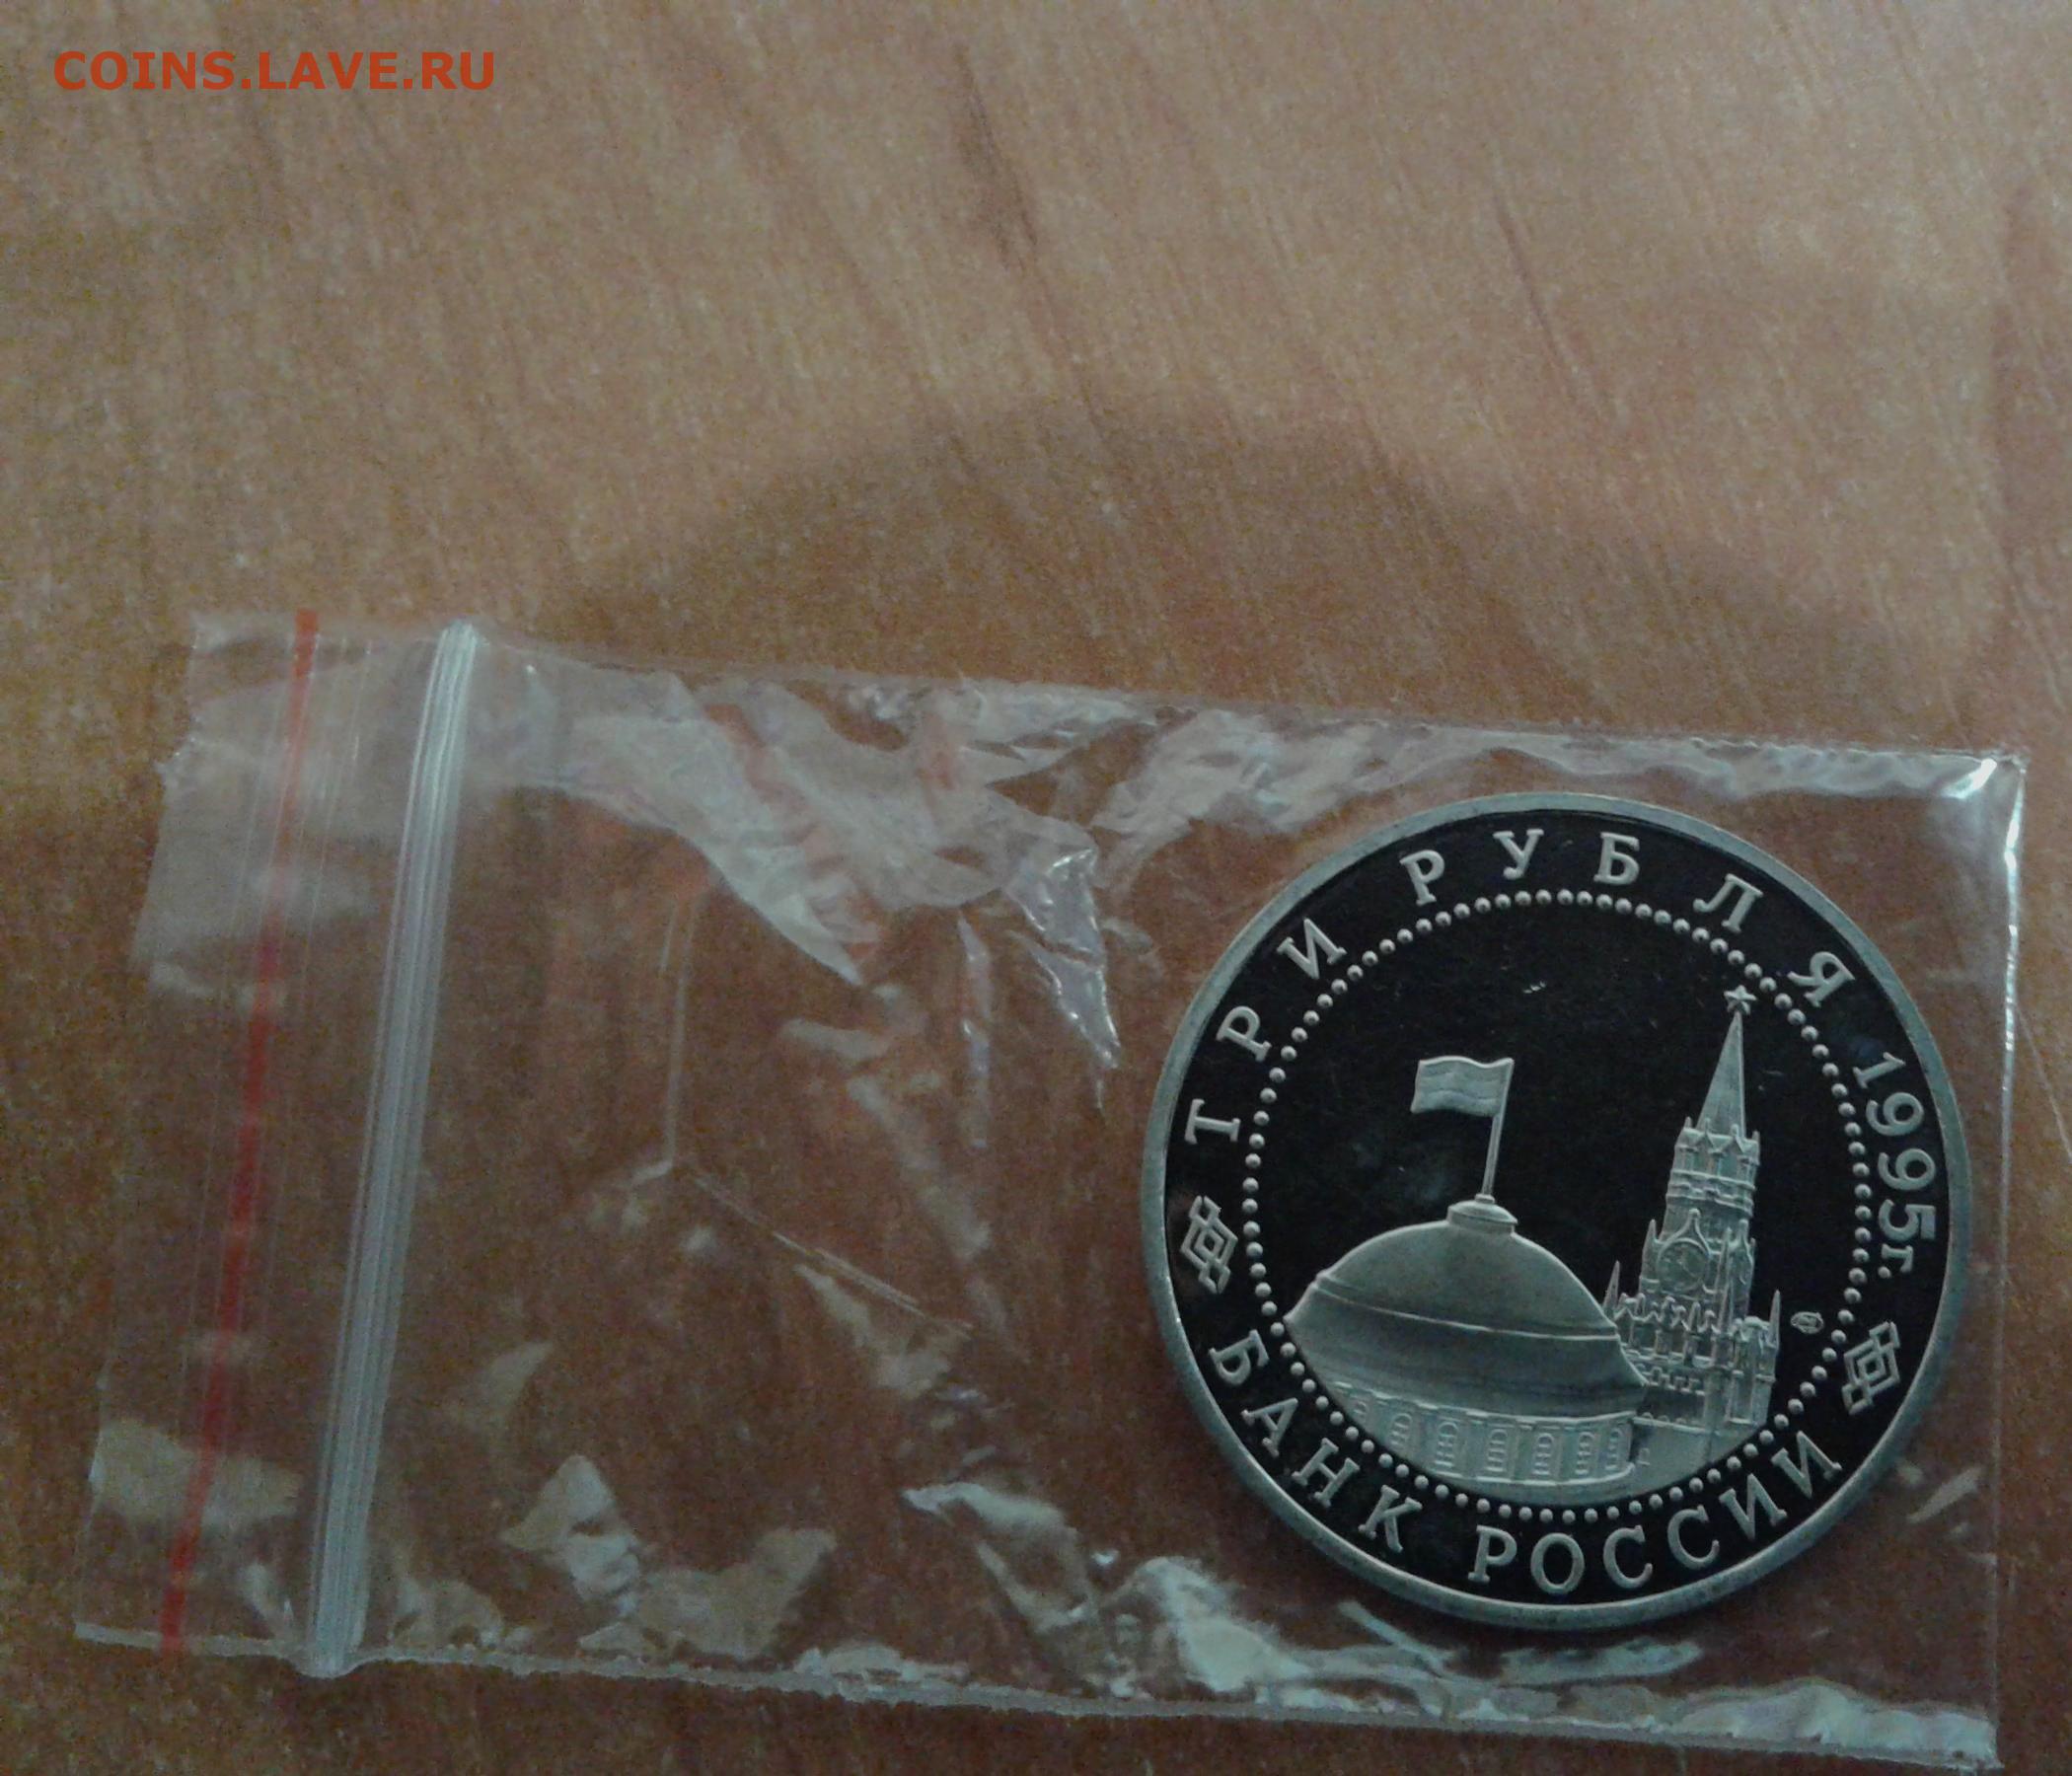 COINS.LAVE.RU
ТРИ РУБЛЯ 1995г.
БАНК РОССИИ